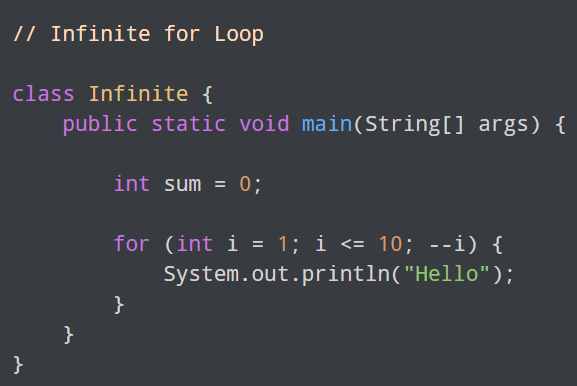 // Infinite for Loop
class Infinite {
    public static void main(String[] args) {
        int sum = 0;
        for (int i = 1; i <= 10; --i) {
            System.out.println("Hello");
        }
    }
}